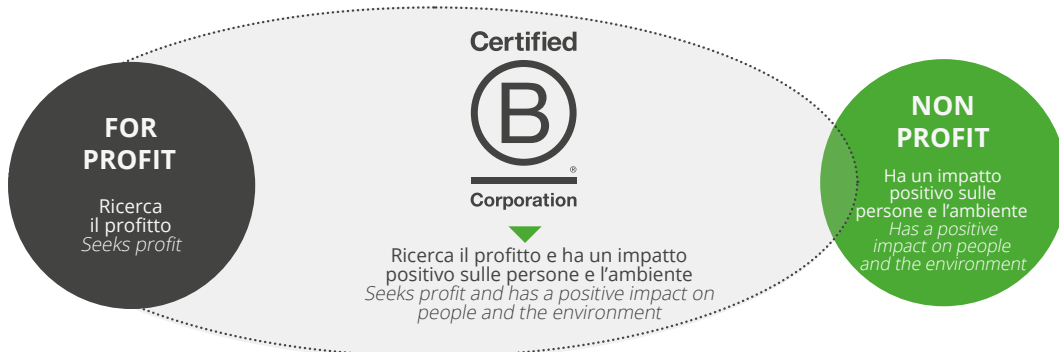 FOR
PROFIT
Ricerca
il profitto
Seeks profit
Certified
B
®
Corporation
Ricerca il profitto e ha un impatto
positivo sulle persone e l’ambiente
Seeks profit and has a positive impact on
people and the environment
NON
PROFIT
Ha un impatto
positivo sulle
persone e l’ambiente
Has a positive
impact on people
and the environment